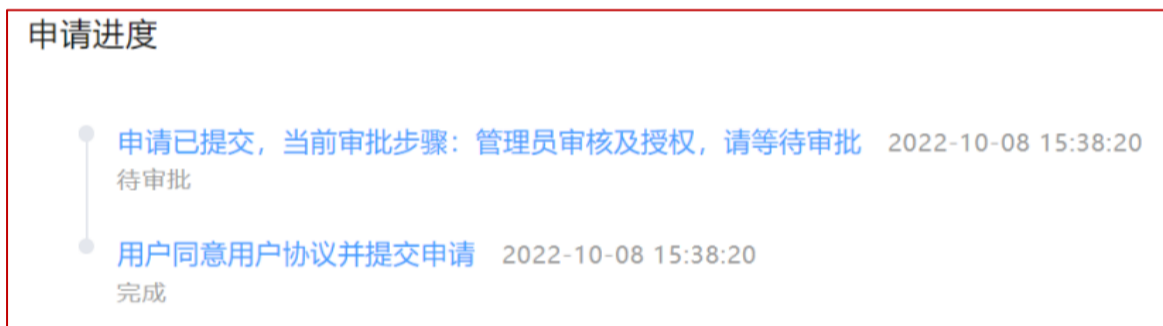 申请进度
申请已提交，当前审批步骤：管理员审核及授权，请等待审批 2022-10-08 15:38:20
待审批
用户同意用户协议并提交申请 2022-10-08 15:38:20
完成